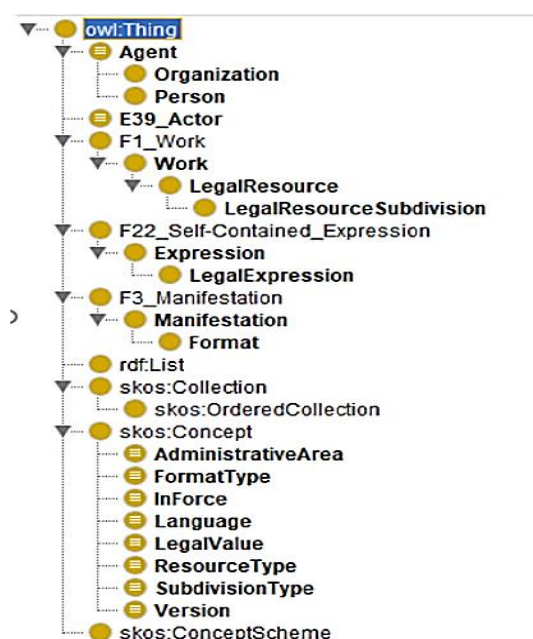 owl:Thing
Agent
Organization
Person
E39_Actor
F1_Work
Work
LegalResource
LegalResourceSubdivision
F22_Self-Contained_Expression
Expression
LegalExpression
F3_Manifestation
Manifestation
Format
rdf:List
skos:Collection
skos:OrderedCollection
skos:Concept
AdministrativeArea
FormatType
InForce
Language
LegalValue
ResourceType
SubdivisionType
Version
skos:ConceptScheme